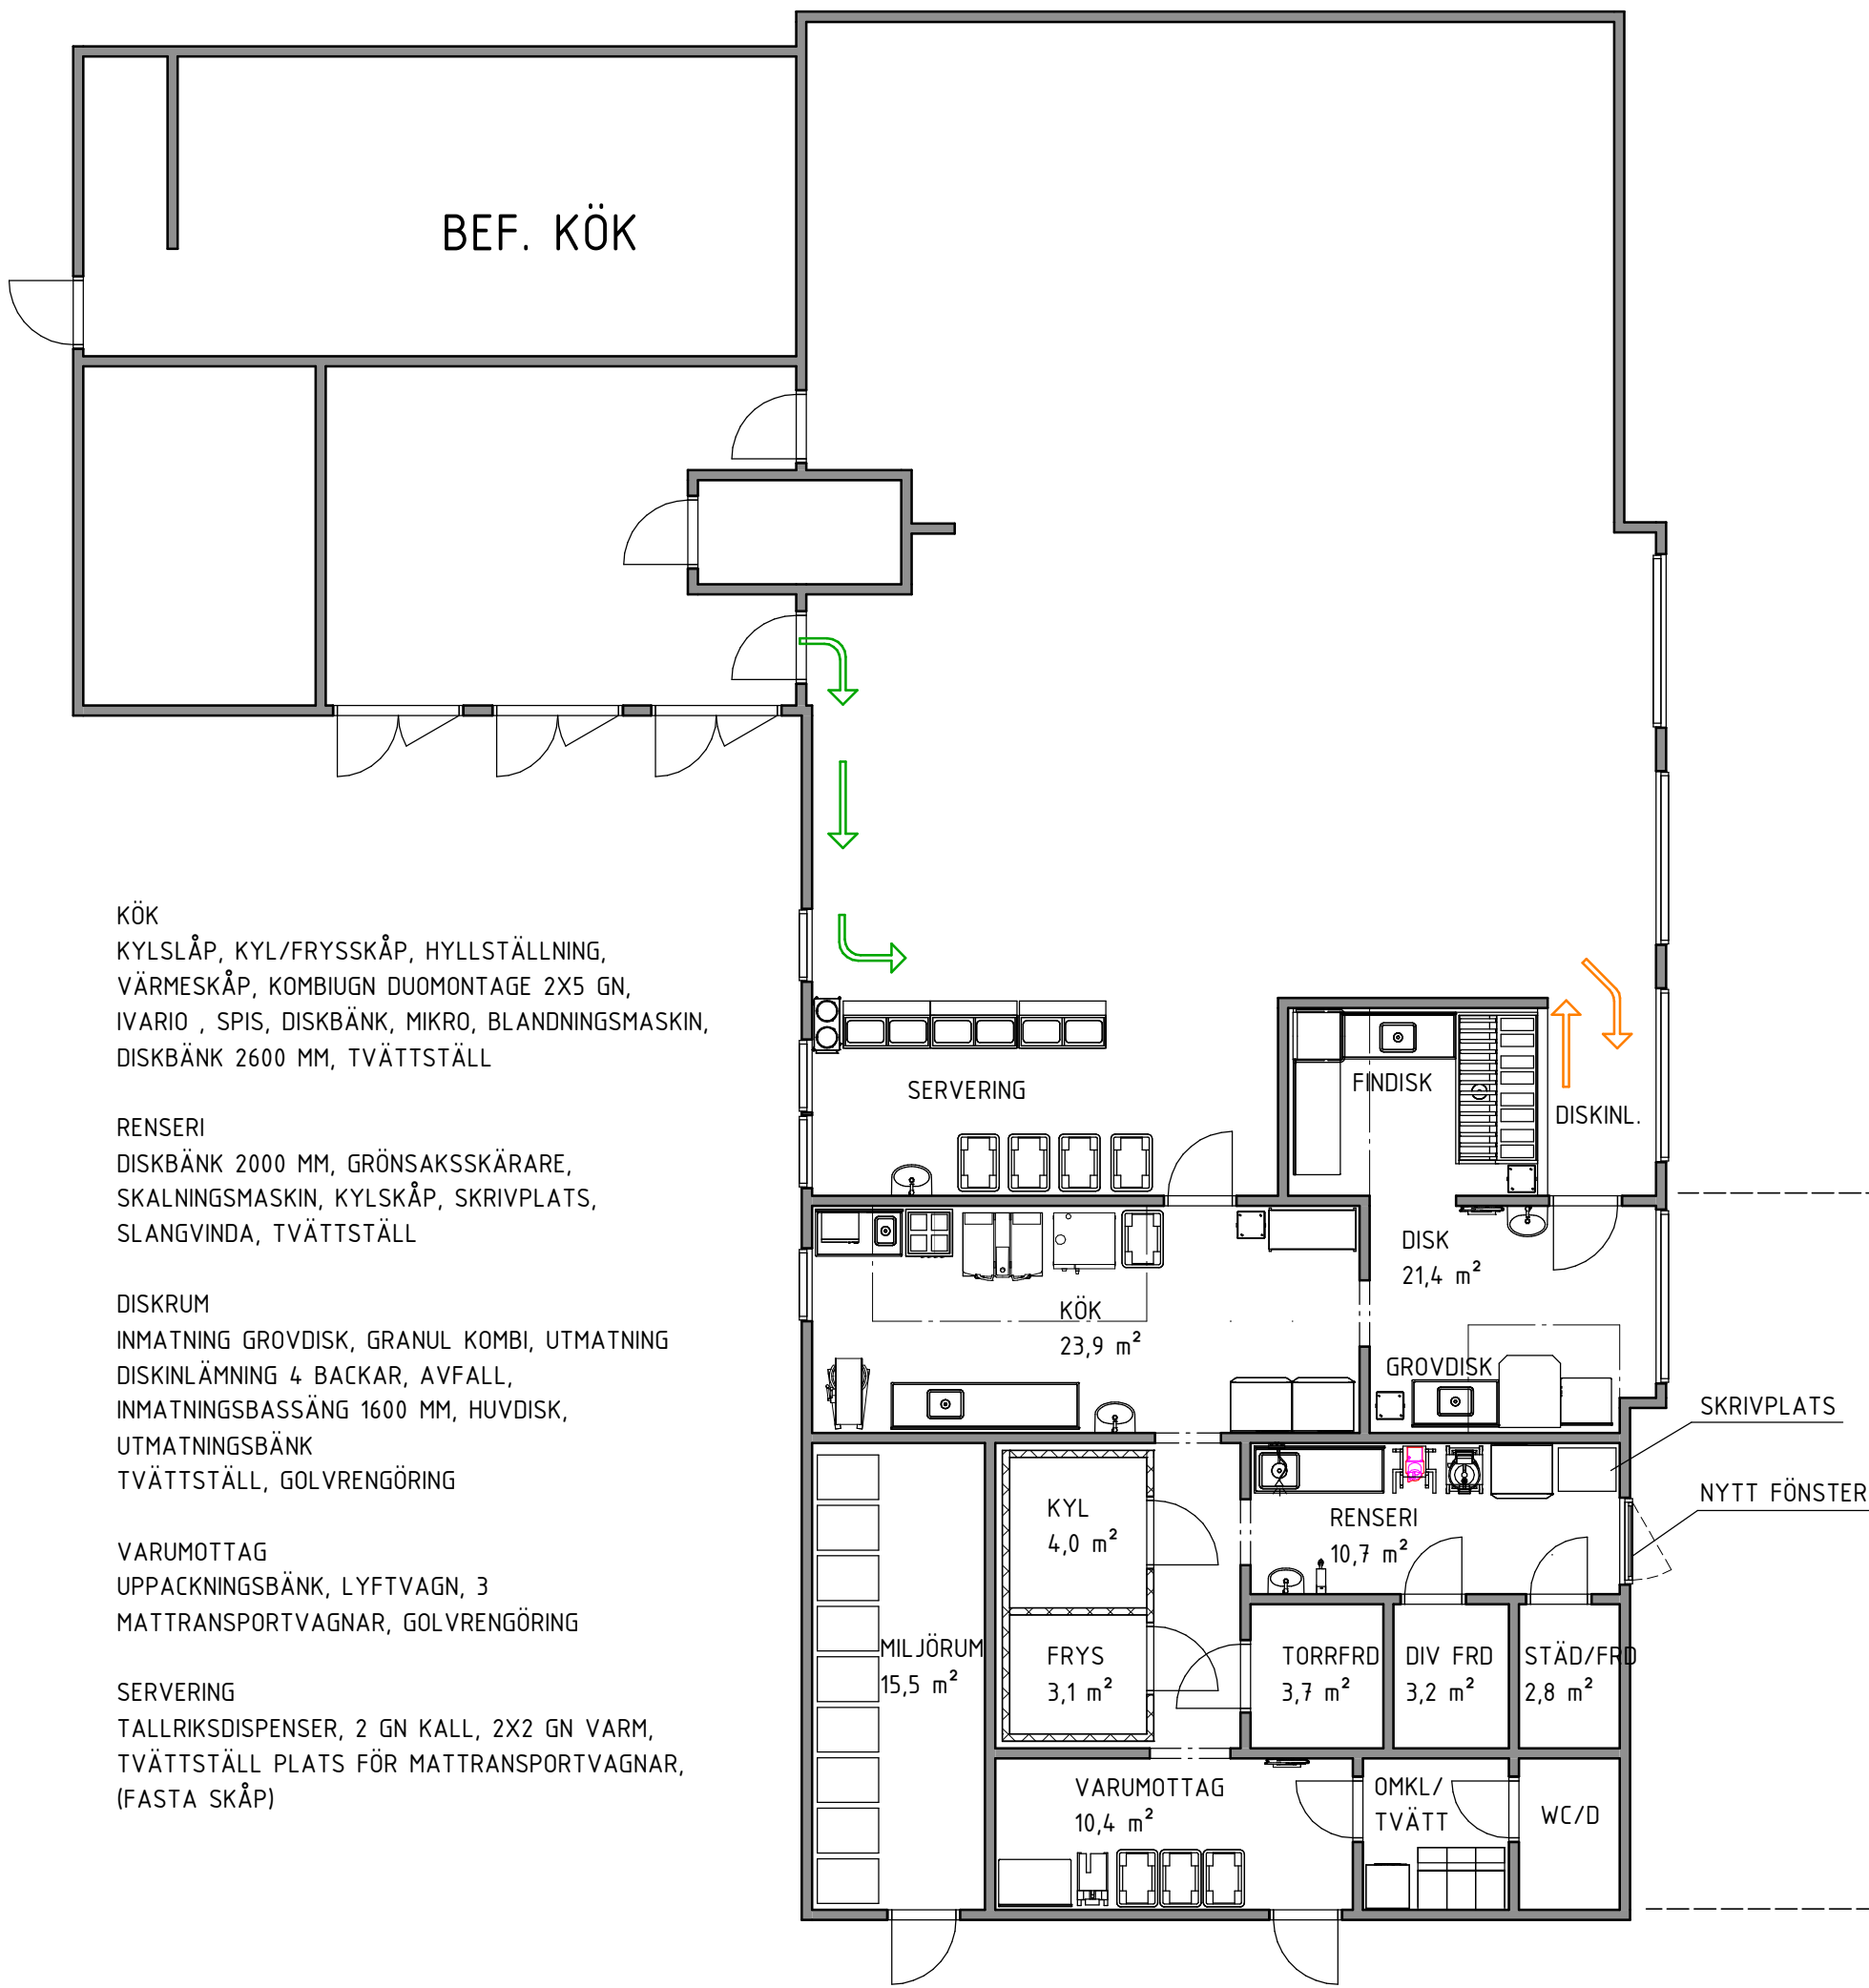 BEF. KÖK
KÖK
KYLSLÅP, KYL/FRYSSKÅP, HYLLSTÄLLNING,
VÄRMESKÅP, KOMBIUGN DUOMONTAGE 2X5 GN,
IVARIO , SPIS, DISKBÄNK, MIKRO, BLANDNINGSMASKIN,
DISKBÄNK 2600 MM, TVÄTTSTÄLL
RENSERI
DISKBÄNK 2000 MM, GRÖNSAKSSKÄRARE,
SKALNINGSMASKIN, KYLSKÅP, SKRIVPLATS,
SLANGVINDA, TVÄTTSTÄLL
DISKRUM
INMATNING GROVDISK, GRANUL KOMBI, UTMATNING
DISKINLÄMNING 4 BACKAR, AVFALL,
INMATNINGSBASSÄNG 1600 MM, HUVDISK,
UTMATNINGSBÄNK
TVÄTTSTÄLL, GOLVRENGÖRING
VARUMOTTAG
UPPACKNINGSBÄNK, LYFTVAGN, 3
MATTRANSPORTVAGNAR, GOLVRENGÖRING
SERVERING
TALLRIKSDISPENSER, 2 GN KALL, 2X2 GN VARM,
TVÄTTSTÄLL PLATS FÖR MATTRANSPORTVAGNAR,
(FASTA SKÅP)
SERVERING
FINDISK
DISKINL.
DISK
21,4 m²
KÖK
23,9 m²
GROVDISK
SKRIVPLATS
NYTT FÖNSTER
KYL
4,0 m²
RENSERI
10,7 m²
MILJÖRUM
15,5 m²
FRYS
3,1 m²
TORRFRD
3,7 m²
DIV FRD
3,2 m²
STÄD/FRD
2,8 m²
VARUMOTTAG
10,4 m²
OMKL/
TVÄTT
WC/D